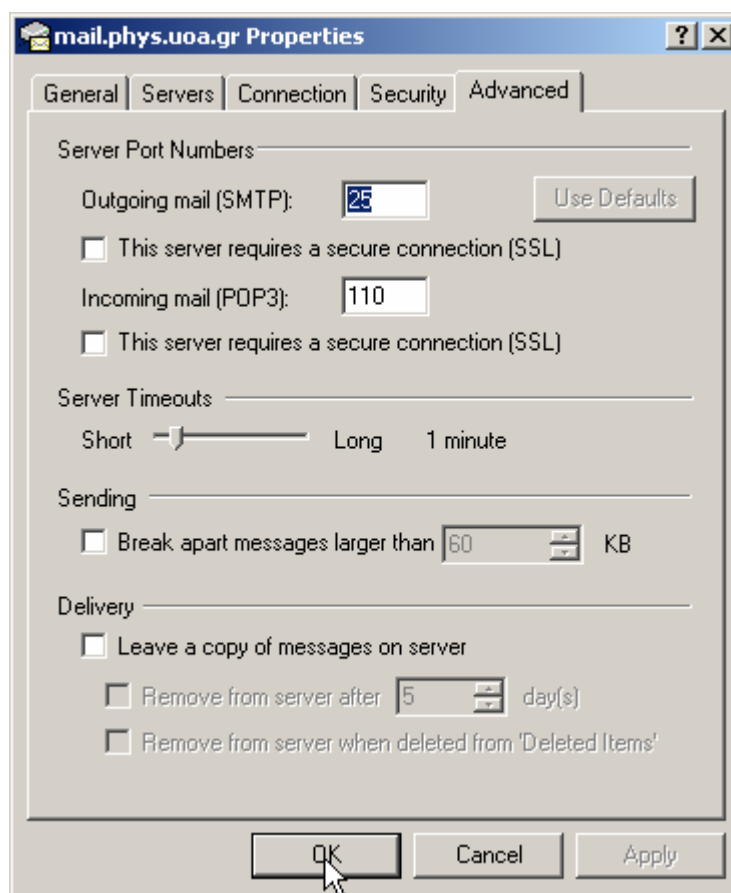 mail.phys.uoa.gr Properties
General Servers Connection Security Advanced
Server Port Numbers
Outgoing mail (SMTP): 25 Use Defaults
This server requires a secure connection (SSL)
Incoming mail (POP3): 110
This server requires a secure connection (SSL)
Server Timeouts
Short Long 1 minute
Sending
Break apart messages larger than 60 KB
Delivery
Leave a copy of messages on server
Remove from server after 5 day(s)
Remove from server when deleted from 'Deleted Items'
OK Cancel Apply